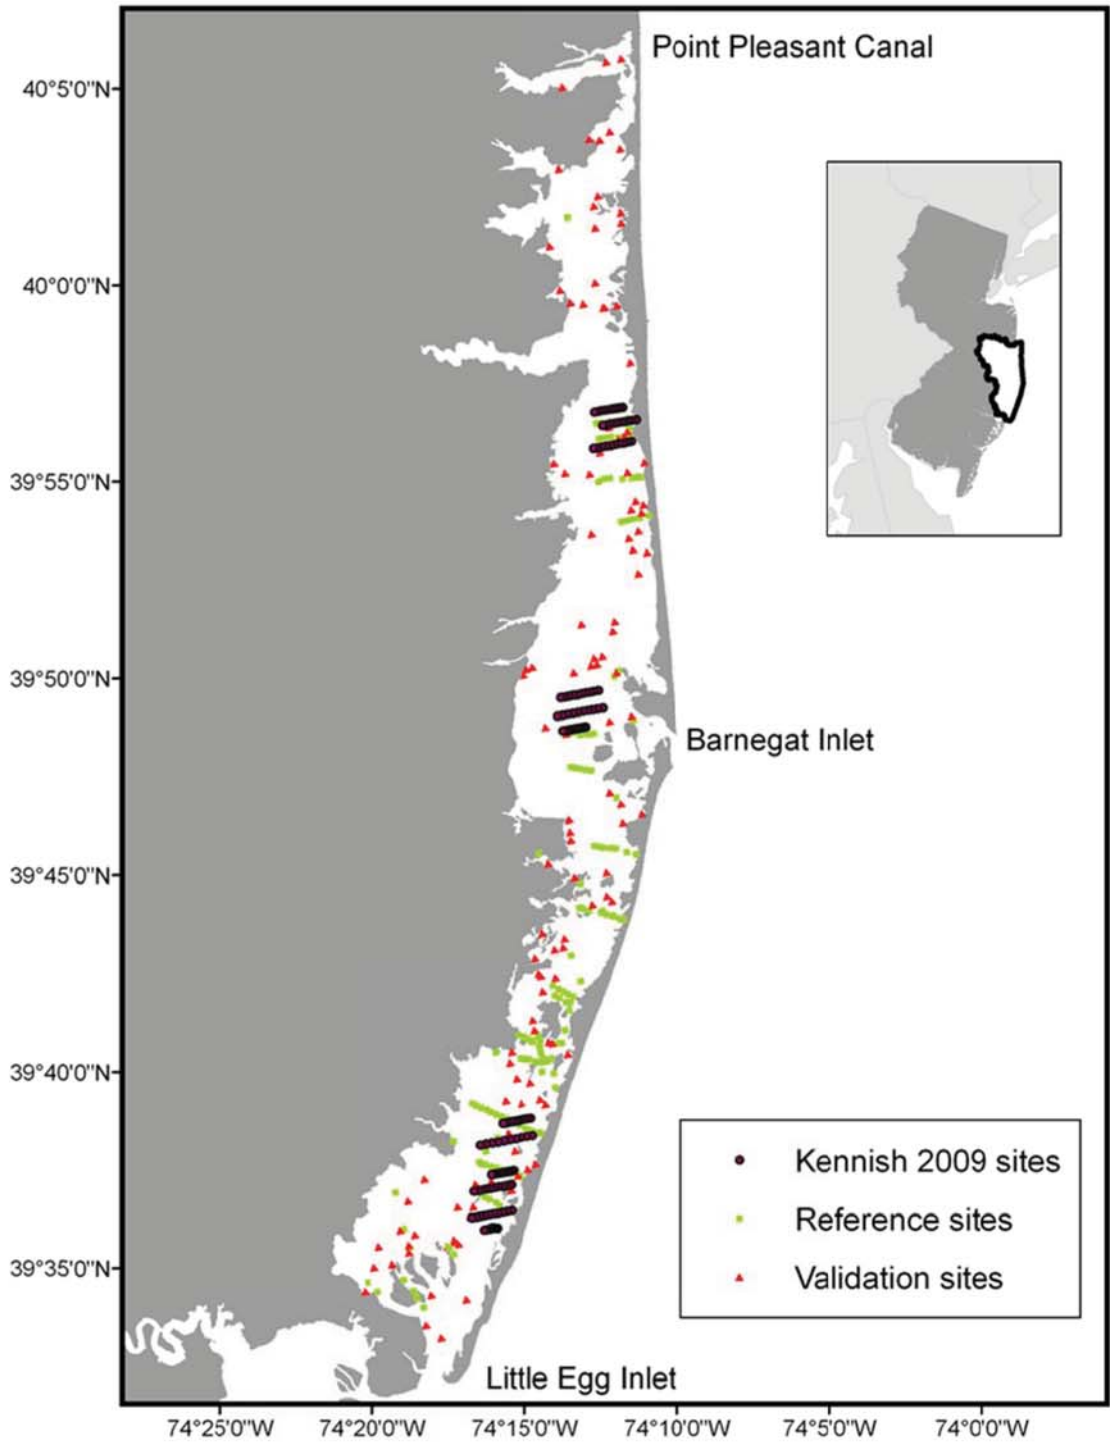 Point Pleasant Canal
40°5'0"N
40°0'0"N
39°55'0"N
39°50'0"N
Barnegat Inlet
39°45'0"N
39°40'0"N
Kennish 2009 sites
Reference sites
39°35'0"N
Validation sites
Little Egg Inlet
74°25'0"W 74°20'0"W 74°15'0"W 74°10'0"W 74°5'0"W 74°0'0"W